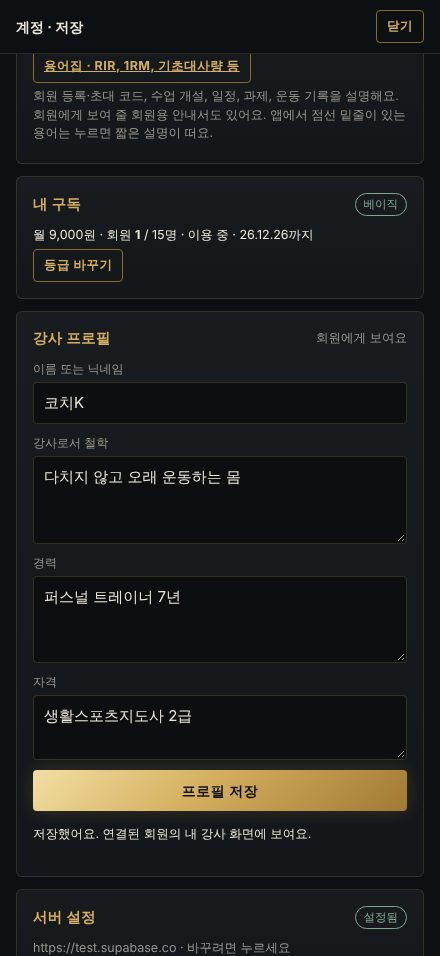 계정 · 저장
닫기
용어집 · RIR, 1RM, 기초대사량 등
회원 등록·초대 코드, 수업 개설, 일정, 과제, 운동 기록을 설명해요.
회원에게 보여 줄 회원용 안내서도 있어요. 앱에서 점선 밑줄이 있는
용어는 누르면 짧은 설명이 떠요.
내 구독
베이직
월 9,000원 · 회원 1 / 15명 · 이용 중 · 26.12.26까지
등급 바꾸기
강사 프로필
회원에게 보여요
이름 또는 닉네임
코치K
강사로서 철학
다치지 않고 오래 운동하는 몸
경력
퍼스널 트레이너 7년
자격
생활스포츠지도사 2급
프로필 저장
저장했어요. 연결된 회원의 내 강사 화면에 보여요.
서버 설정
설정됨
https://test.supabase.co · 바꾸려면 누르세요